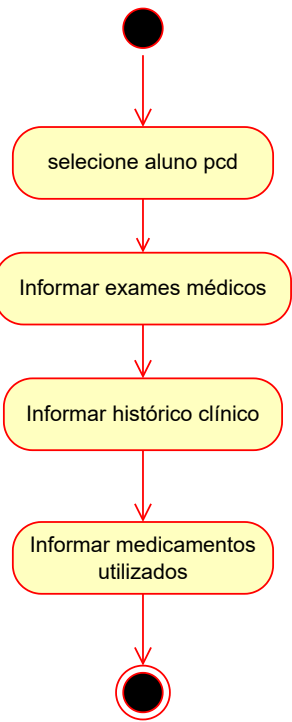 selecione aluno pcd
Informar exames médicos
Informar histórico clínico
Informar medicamentos
utilizados